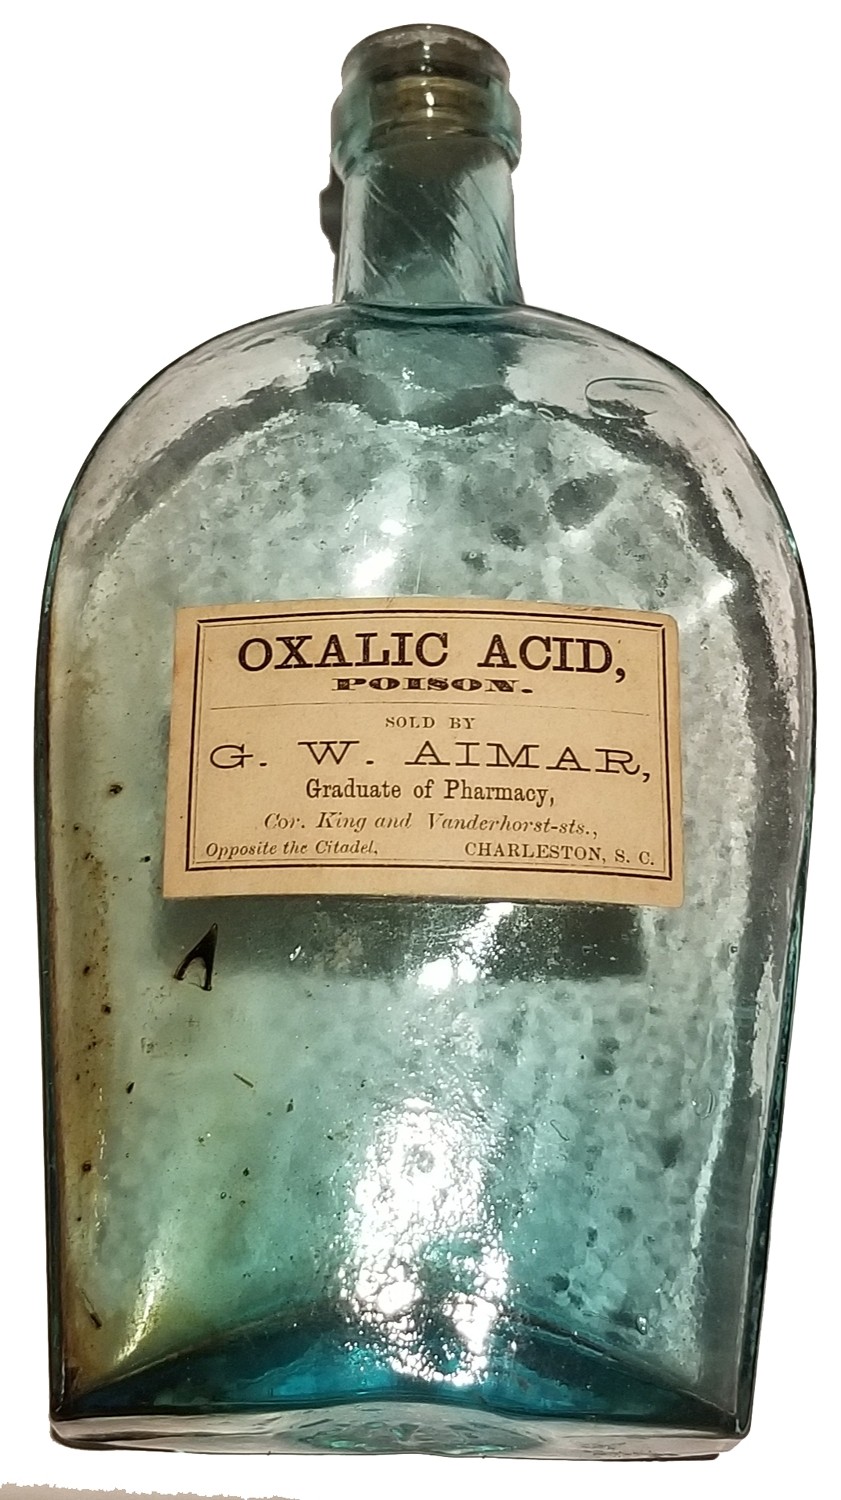 OXALIC ACID,
POISON.
SOLD BY
G. W. AIMAR,
Graduate of Pharmacy,
Cor. King and Vanderhorst-sts.,
Opposite the Citadel, CHARLESTON, S. C.